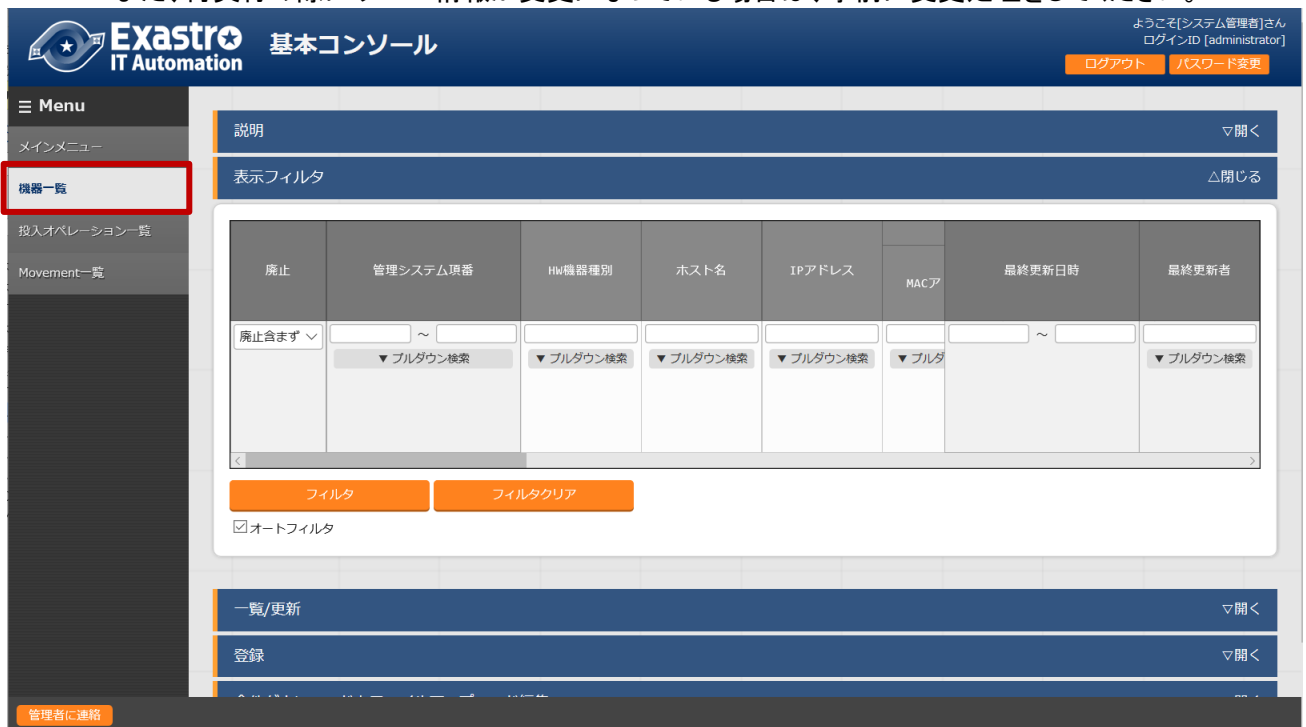 Exastro
IT Automation
基本コンソール
ようこそ[システム管理者]さん
ログインID [administrator]
ログアウト
パスワード変更
☰ Menu
メインメニュー
機器一覧
投入オペレーション一覧
Movement一覧
説明
▽開く
表示フィルタ
△閉じる
廃止 管理システム項番 HW機器種別 ホスト名 IPアドレス MACア 最終更新日時 最終更新者
廃止含まず ～ ～
▼ プルダウン検索 ▼ プルダウン検索 ▼ プルダウン検索 ▼ プルダウン検索 ▼ プルダ ▼ プルダウン検索
フィルタ
フィルタクリア
オートフィルタ
一覧/更新
▽開く
登録
▽開く
管理者に連絡